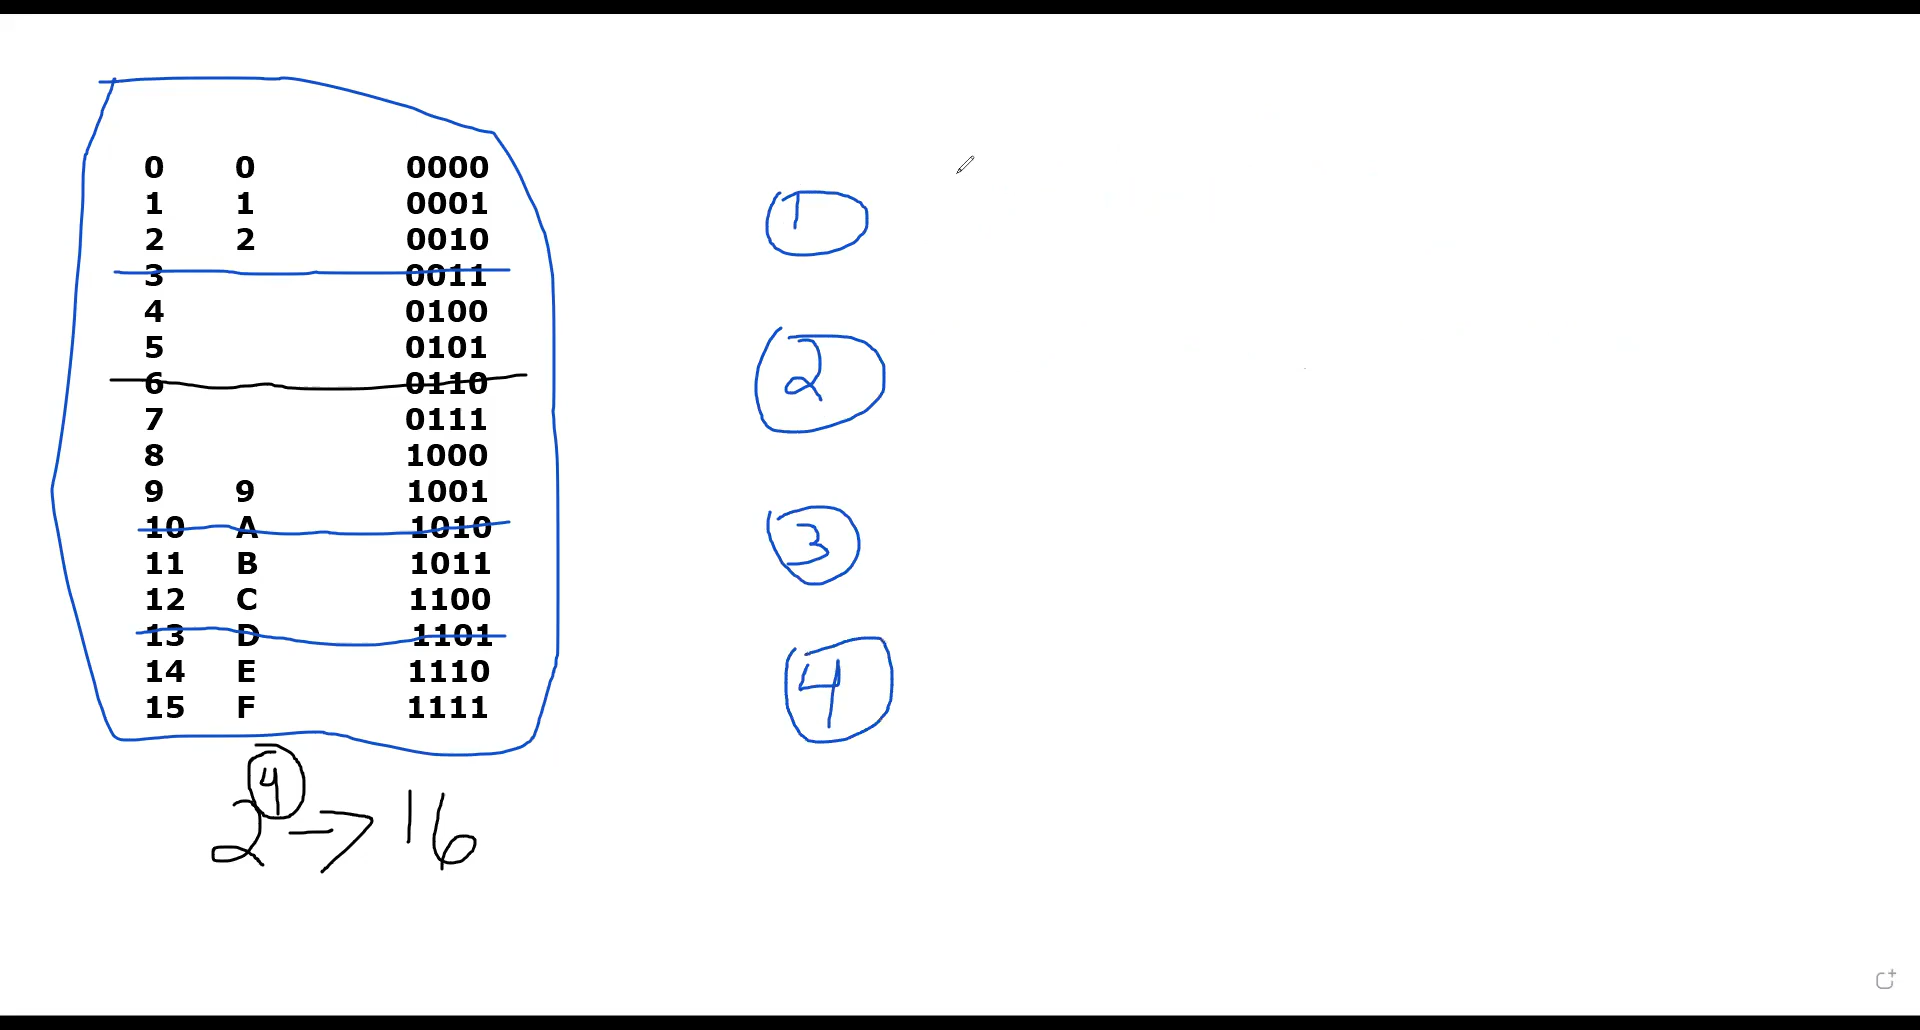 0 0 0000
1 1 0001
2 2 0010
3 0011
4 0100
5 0101
6 0110
7 0111
8 1000
9 9 1001
10 A 1010
11 B 1011
12 C 1100
13 D 1101
14 E 1110
15 F 1111
2⁴ → 16
1
2
3
4